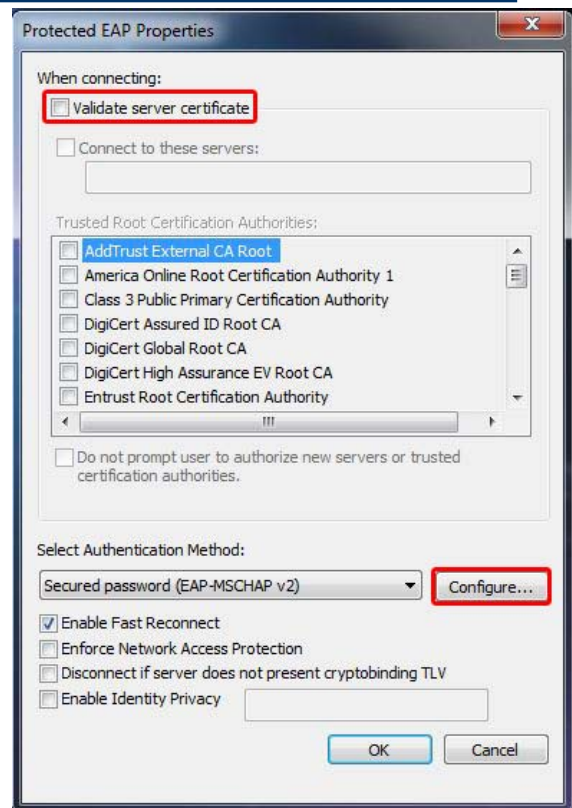 Protected EAP Properties
When connecting:
Validate server certificate
Connect to these servers:
Trusted Root Certification Authorities:
AddTrust External CA Root
America Online Root Certification Authority 1
Class 3 Public Primary Certification Authority
DigiCert Assured ID Root CA
DigiCert Global Root CA
DigiCert High Assurance EV Root CA
Entrust Root Certification Authority
Do not prompt user to authorize new servers or trusted
certification authorities.
Select Authentication Method:
Secured password (EAP-MSCHAP v2)
Configure...
Enable Fast Reconnect
Enforce Network Access Protection
Disconnect if server does not present cryptobinding TLV
Enable Identity Privacy
OK
Cancel